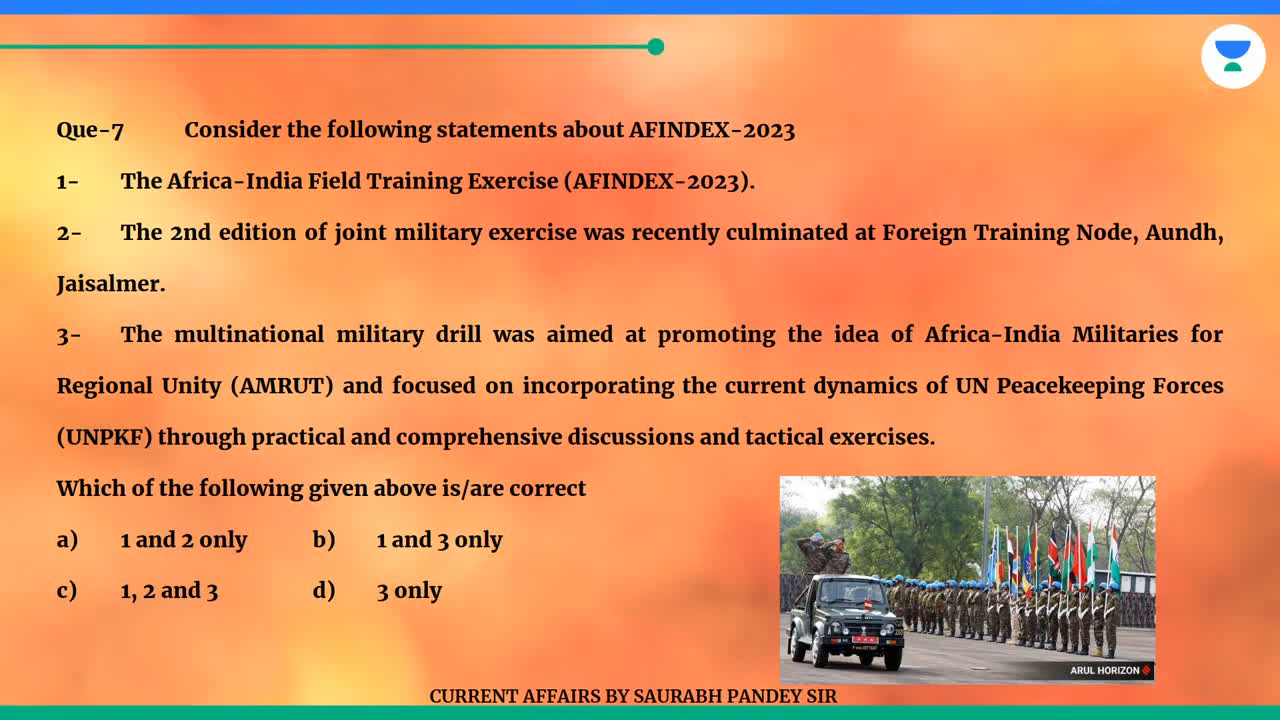 Que-7 Consider the following statements about AFINDEX-2023
1- The Africa-India Field Training Exercise (AFINDEX-2023).
2- The 2nd edition of joint military exercise was recently culminated at Foreign Training Node, Aundh,
Jaisalmer.
3- The multinational military drill was aimed at promoting the idea of Africa-India Militaries for
Regional Unity (AMRUT) and focused on incorporating the current dynamics of UN Peacekeeping Forces
(UNPKF) through practical and comprehensive discussions and tactical exercises.
Which of the following given above is/are correct
a) 1 and 2 only b) 1 and 3 only
c) 1, 2 and 3 d) 3 only
ARUL HORIZON
CURRENT AFFAIRS BY SAURABH PANDEY SIR